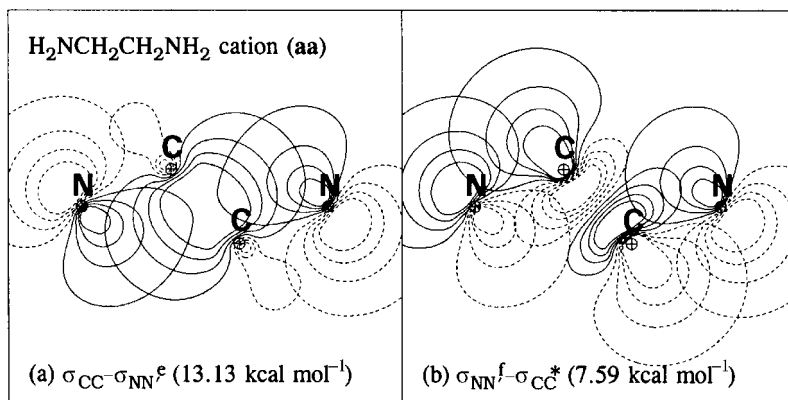 H₂NCH₂CH₂NH₂ cation (aa)
C
N
N
C
(a) σCC-σNN′ᵉ (13.13 kcal mol⁻¹)
C
N
N
C
(b) σNN′ᶠ-σCC* (7.59 kcal mol⁻¹)